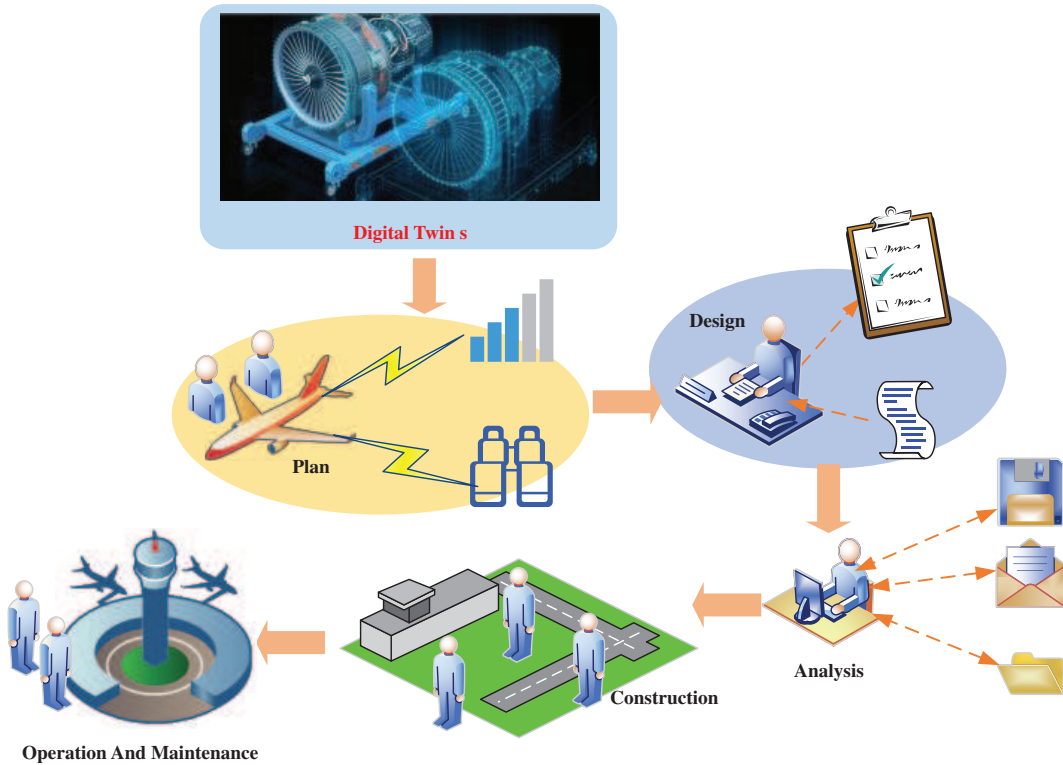 Digital Twin s
Design
Plan
Analysis
Construction
Operation And Maintenance